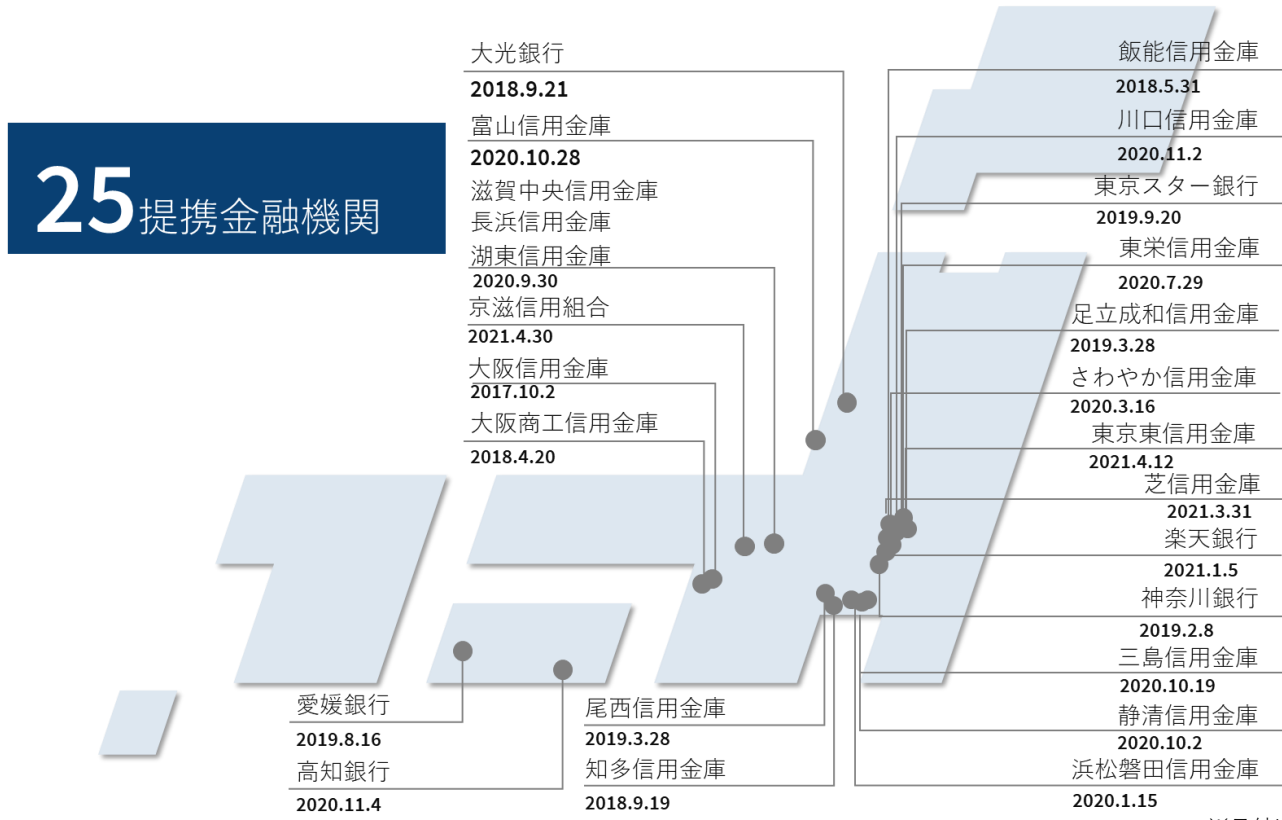 25提携金融機関
大光銀行
2018.9.21
富山信用金庫
2020.10.28
滋賀中央信用金庫
長浜信用金庫
湖東信用金庫
2020.9.30
京滋信用組合
2021.4.30
大阪信用金庫
2017.10.2
大阪商工信用金庫
2018.4.20
飯能信用金庫
2018.5.31
川口信用金庫
2020.11.2
東京スター銀行
2019.9.20
東栄信用金庫
2020.7.29
足立成和信用金庫
2019.3.28
さわやか信用金庫
2020.3.16
東京東信用金庫
2021.4.12
芝信用金庫
2021.3.31
楽天銀行
2021.1.5
神奈川銀行
2019.2.8
三島信用金庫
2020.10.19
静清信用金庫
2020.10.2
浜松磐田信用金庫
2020.1.15
愛媛銀行
2019.8.16
高知銀行
2020.11.4
尾西信用金庫
2019.3.28
知多信用金庫
2018.9.19